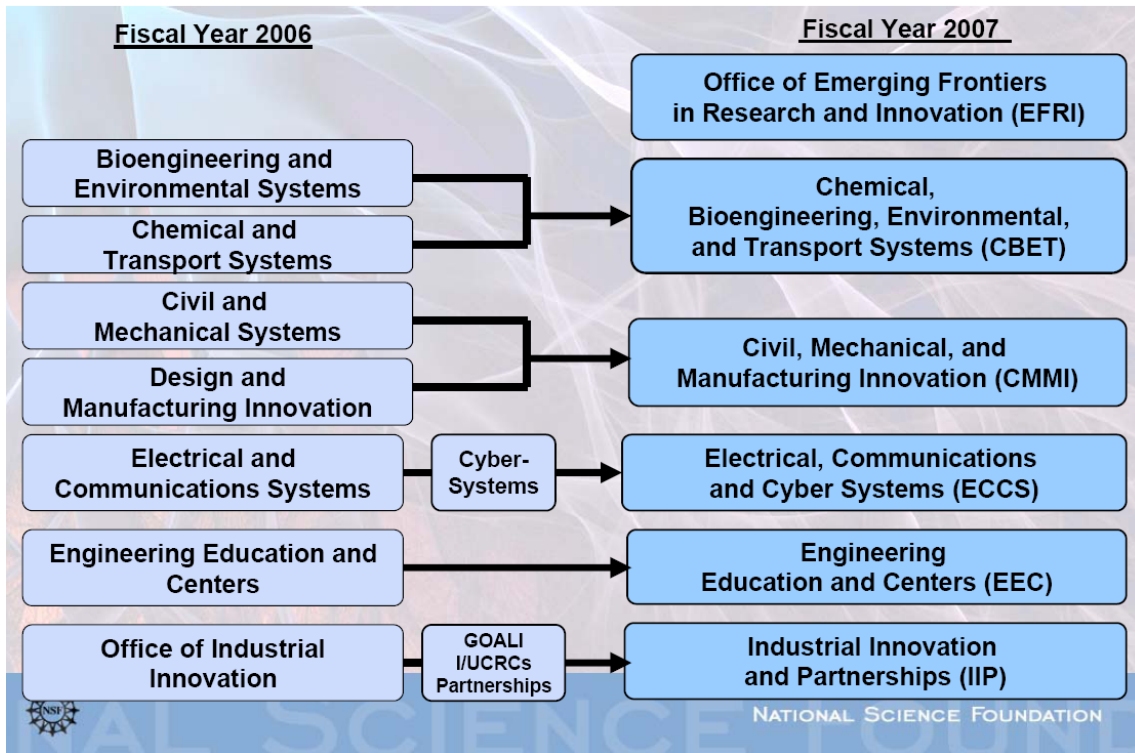 Fiscal Year 2006
Fiscal Year 2007
Office of Emerging Frontiers
in Research and Innovation (EFRI)
Bioengineering and
Environmental Systems
Chemical and
Transport Systems
Chemical,
Bioengineering, Environmental,
and Transport Systems (CBET)
Civil and
Mechanical Systems
Design and
Manufacturing Innovation
Civil, Mechanical, and
Manufacturing Innovation (CMMI)
Electrical and
Communications Systems
Cyber-
Systems
Electrical, Communications
and Cyber Systems (ECCS)
Engineering Education and
Centers
Engineering
Education and Centers (EEC)
Office of Industrial
Innovation
GOALI
I/UCRCs
Partnerships
Industrial Innovation
and Partnerships (IIP)
NSF
NATIONAL SCIENCE FOUNDATION
NAL SCIENCE FOUND